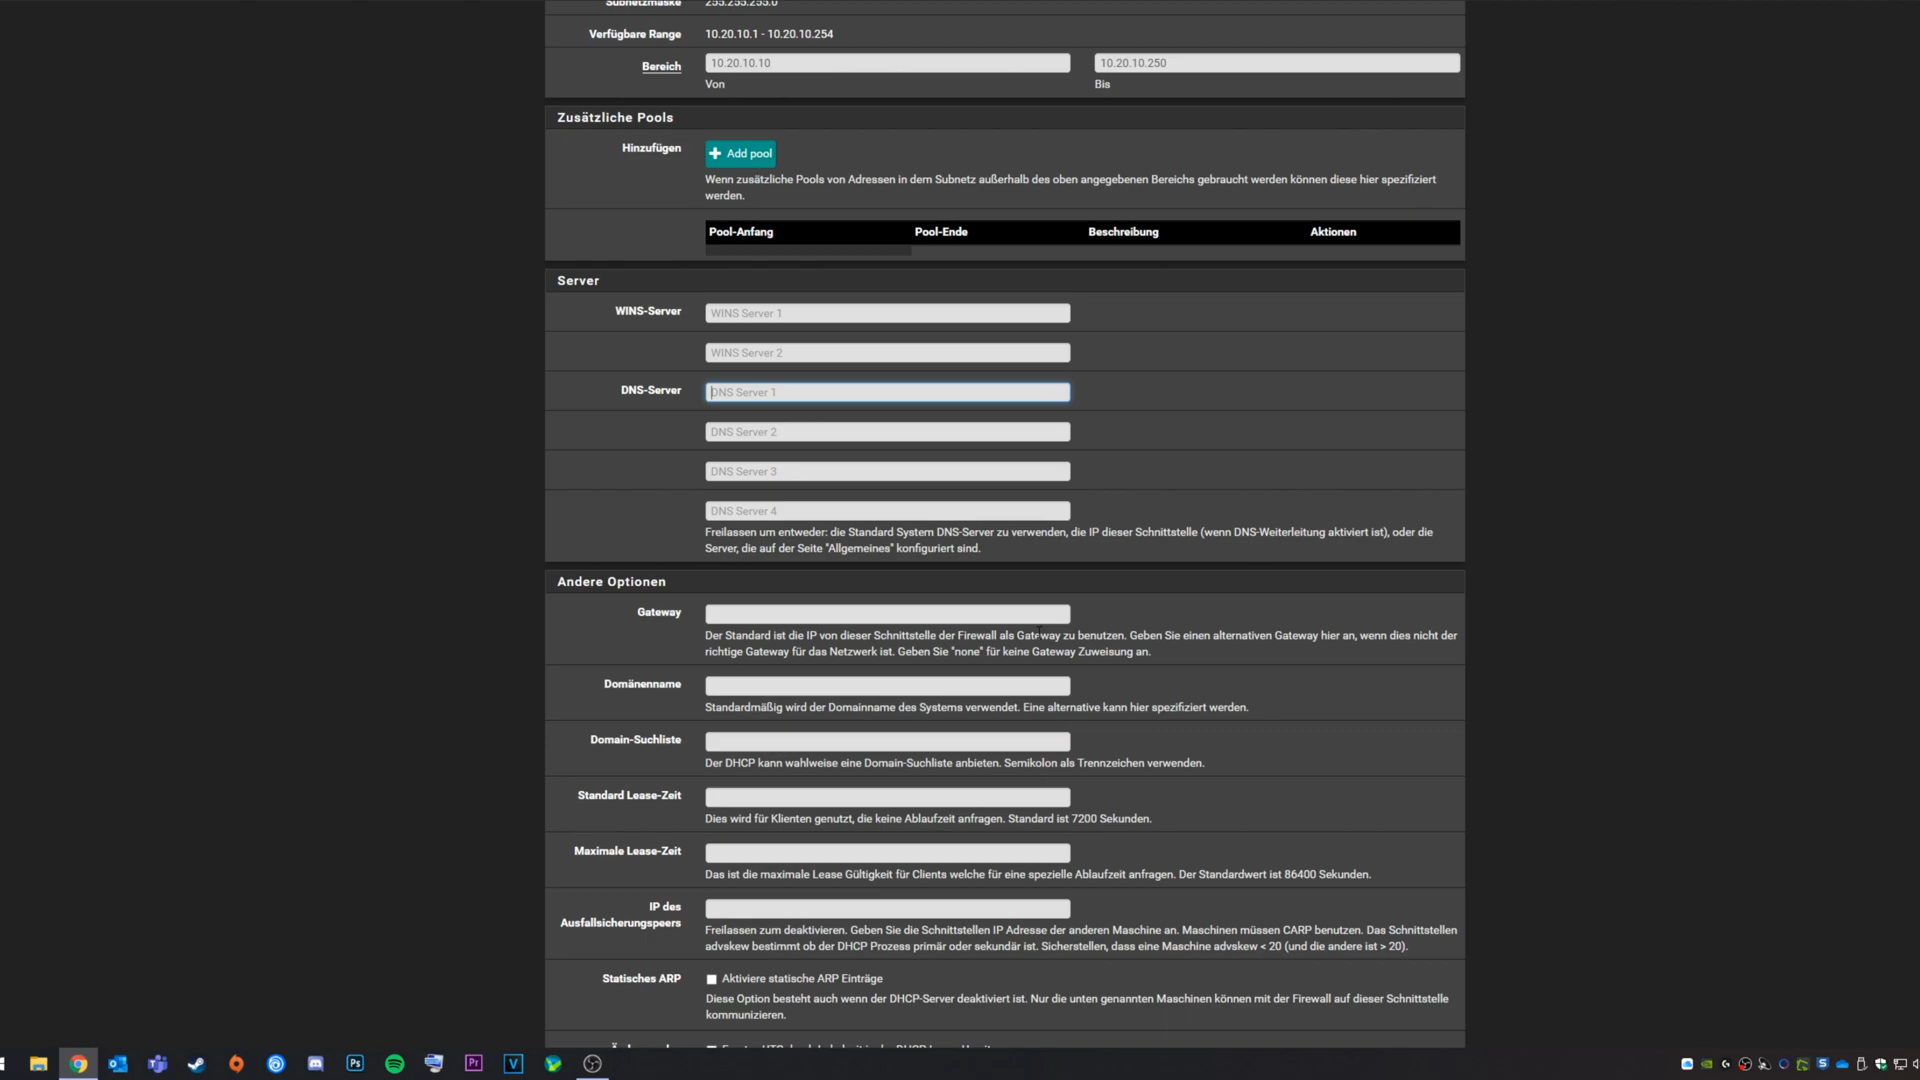 Subnetzmaske 255.255.255.0
Verfügbare Range 10.20.10.1 - 10.20.10.254
Bereich 10.20.10.10 10.20.10.250
Von Bis
Zusätzliche Pools
Hinzufügen Add pool
Wenn zusätzliche Pools von Adressen in dem Subnetz außerhalb des oben angegebenen Bereichs gebraucht werden können diese hier spezifiziert
werden.
Pool-Anfang Pool-Ende Beschreibung Aktionen
Server
WINS-Server WINS Server 1
WINS Server 2
DNS-Server DNS Server 1
DNS Server 2
DNS Server 3
DNS Server 4
Freilassen um entweder: die Standard System DNS-Server zu verwenden, die IP dieser Schnittstelle (wenn DNS-Weiterleitung aktiviert ist), oder die
Server, die auf der Seite "Allgemeines" konfiguriert sind.
Andere Optionen
Gateway
Der Standard ist die IP von dieser Schnittstelle der Firewall als Gateway zu benutzen. Geben Sie einen alternativen Gateway hier an, wenn dies nicht der
richtige Gateway für das Netzwerk ist. Geben Sie "none" für keine Gateway Zuweisung an.
Domänenname
Standardmäßig wird der Domainname des Systems verwendet. Eine alternative kann hier spezifiziert werden.
Domain-Suchliste
Der DHCP kann wahlweise eine Domain-Suchliste anbieten. Semikolon als Trennzeichen verwenden.
Standard Lease-Zeit
Dies wird für Klienten genutzt, die keine Ablaufzeit anfragen. Standard ist 7200 Sekunden.
Maximale Lease-Zeit
Das ist die maximale Lease Gültigkeit für Clients welche für eine spezielle Ablaufzeit anfragen. Der Standardwert ist 86400 Sekunden.
IP des
Ausfallsicherungspeers
Freilassen zum deaktivieren. Geben Sie die Schnittstellen IP Adresse der anderen Maschine an. Maschinen müssen CARP benutzen. Das Schnittstellen
advskew bestimmt ob der DHCP Prozess primär oder sekundär ist. Sicherstellen, dass eine Maschine advskew < 20 (und die andere ist > 20).
Statisches ARP Aktiviere statische ARP Einträge
Diese Option besteht auch wenn der DHCP-Server deaktiviert ist. Nur die unten genannten Maschinen können mit der Firewall auf dieser Schnittstelle
kommunizieren.